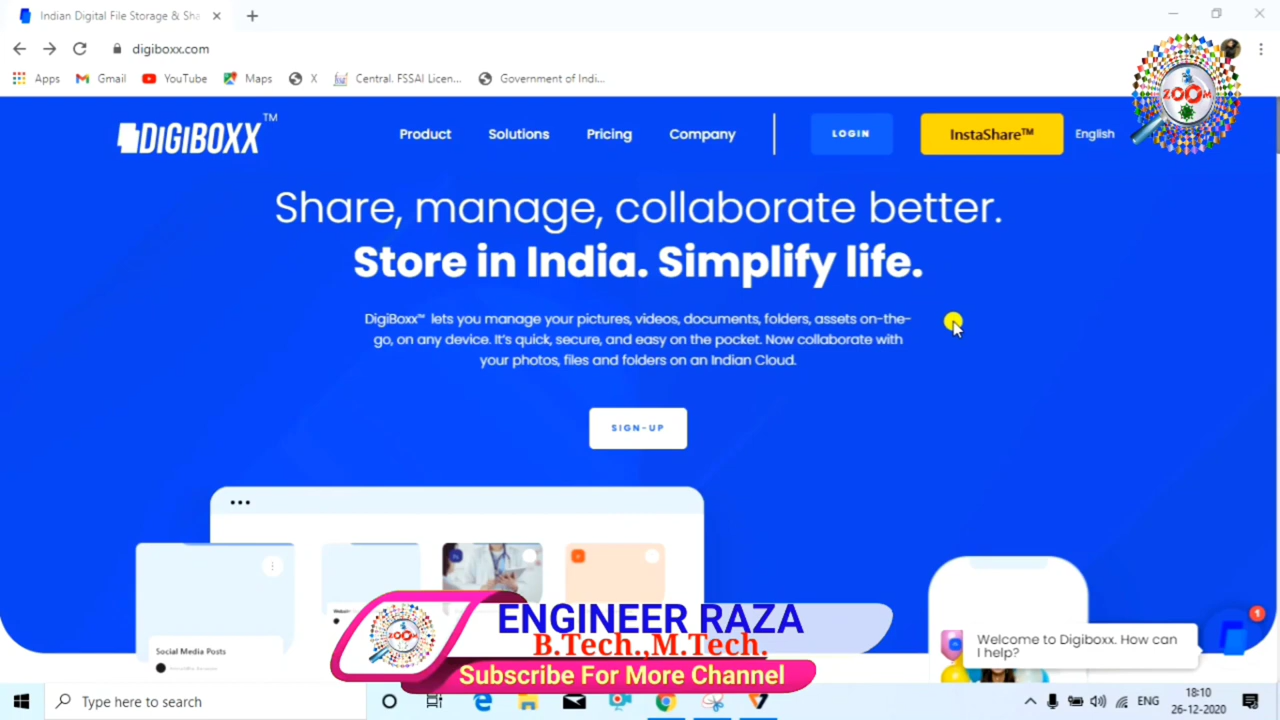 Indian Digital File Storage & Sha
digiboxx.com
Apps Gmail YouTube Maps X Central. FSSAI Licen... Government of Indi...
ZOOM
DIGIBOXX™
Product Solutions Pricing Company LOGIN InstaShare™ English
Share, manage, collaborate better.
Store in India. Simplify life.
DigiBoxx™ lets you manage your pictures, videos, documents, folders, assets on-the-
go, on any device. It's quick, secure, and easy on the pocket. Now collaborate with
your photos, files and folders on an Indian Cloud.
SIGN-UP
Social Media Posts
1
Welcome to Digiboxx. How can
I help?
ZOOM
ENGINEER RAZA
B.Tech.,M.Tech.
Subscribe For More Channel
Type here to search
ENG
18:10
26-12-2020